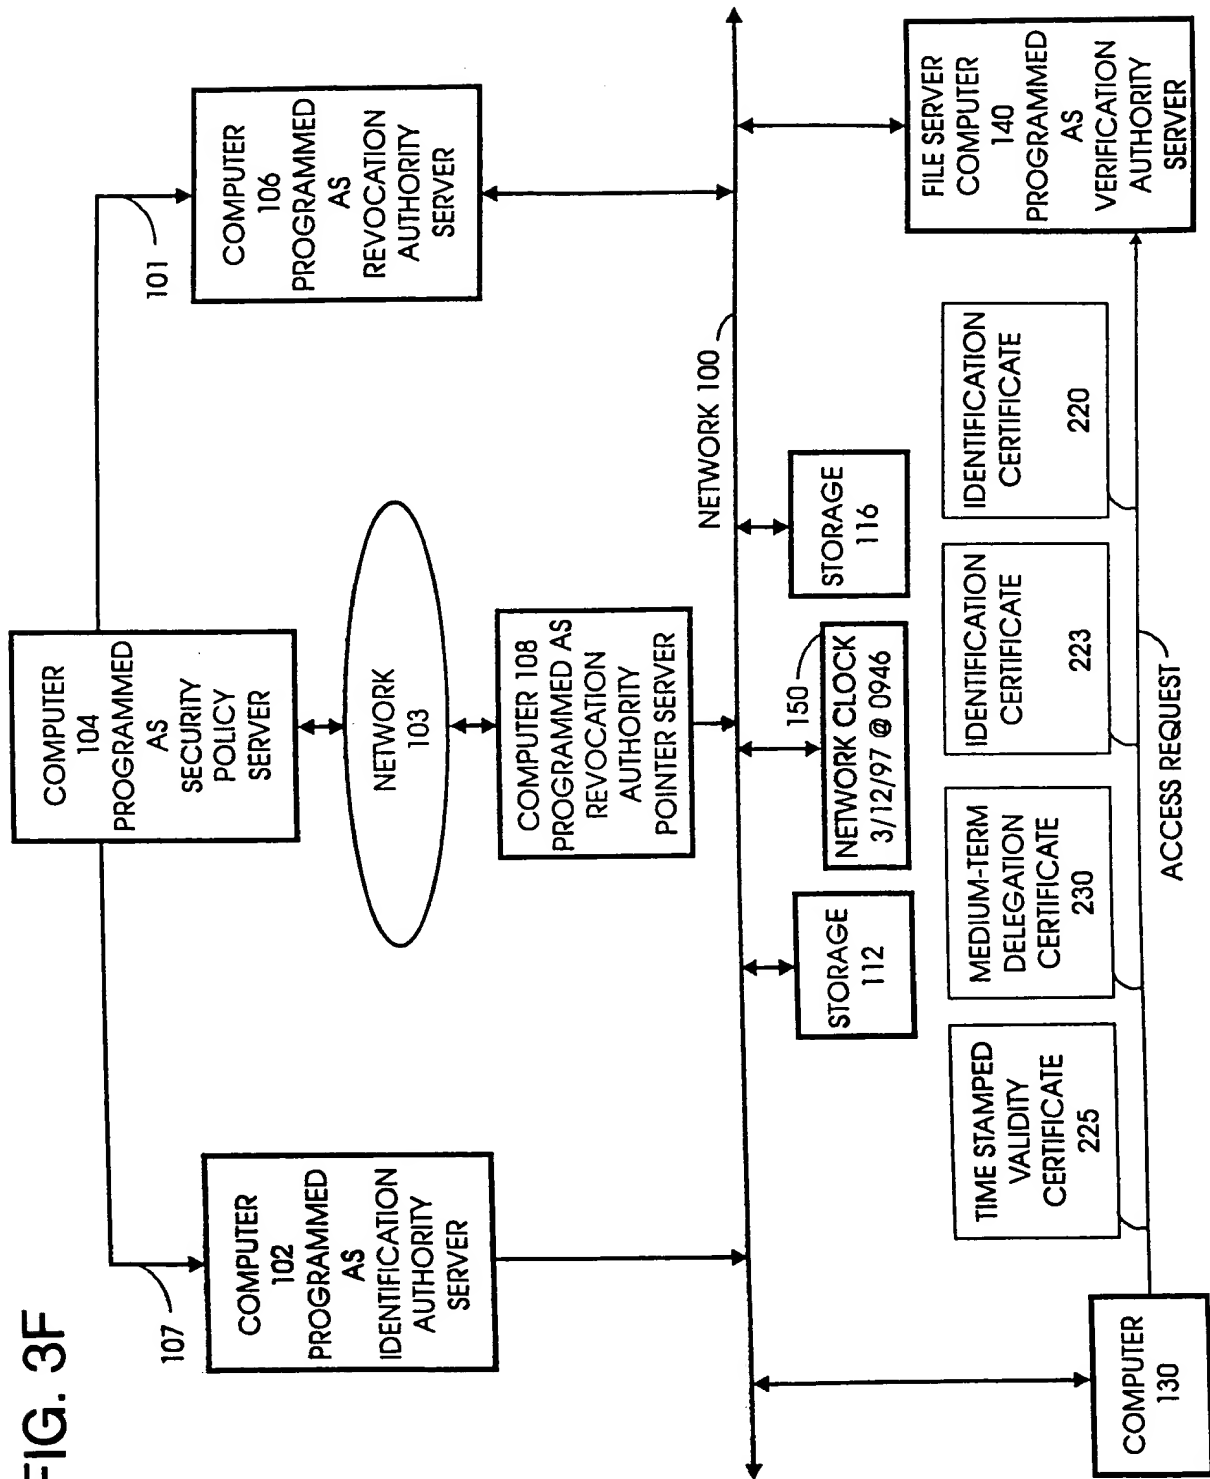 FIG. 3F
COMPUTER
104
PROGRAMMED
AS
SECURITY
POLICY
SERVER
107
101
COMPUTER
102
PROGRAMMED
AS
IDENTIFICATION
AUTHORITY
SERVER
NETWORK
103
COMPUTER
106
PROGRAMMED
AS
REVOCATION
AUTHORITY
SERVER
COMPUTER 108
PROGRAMMED AS
REVOCATION
AUTHORITY
POINTER SERVER
NETWORK 100
STORAGE
112
150
NETWORK CLOCK
3/12/97 @ 0946
STORAGE
116
COMPUTER
130
TIME STAMPED
VALIDITY
CERTIFICATE
225
MEDIUM-TERM
DELEGATION
CERTIFICATE
230
IDENTIFICATION
CERTIFICATE
223
IDENTIFICATION
CERTIFICATE
220
ACCESS REQUEST
FILE SERVER
COMPUTER
140
PROGRAMMED
AS
VERIFICATION
AUTHORITY
SERVER